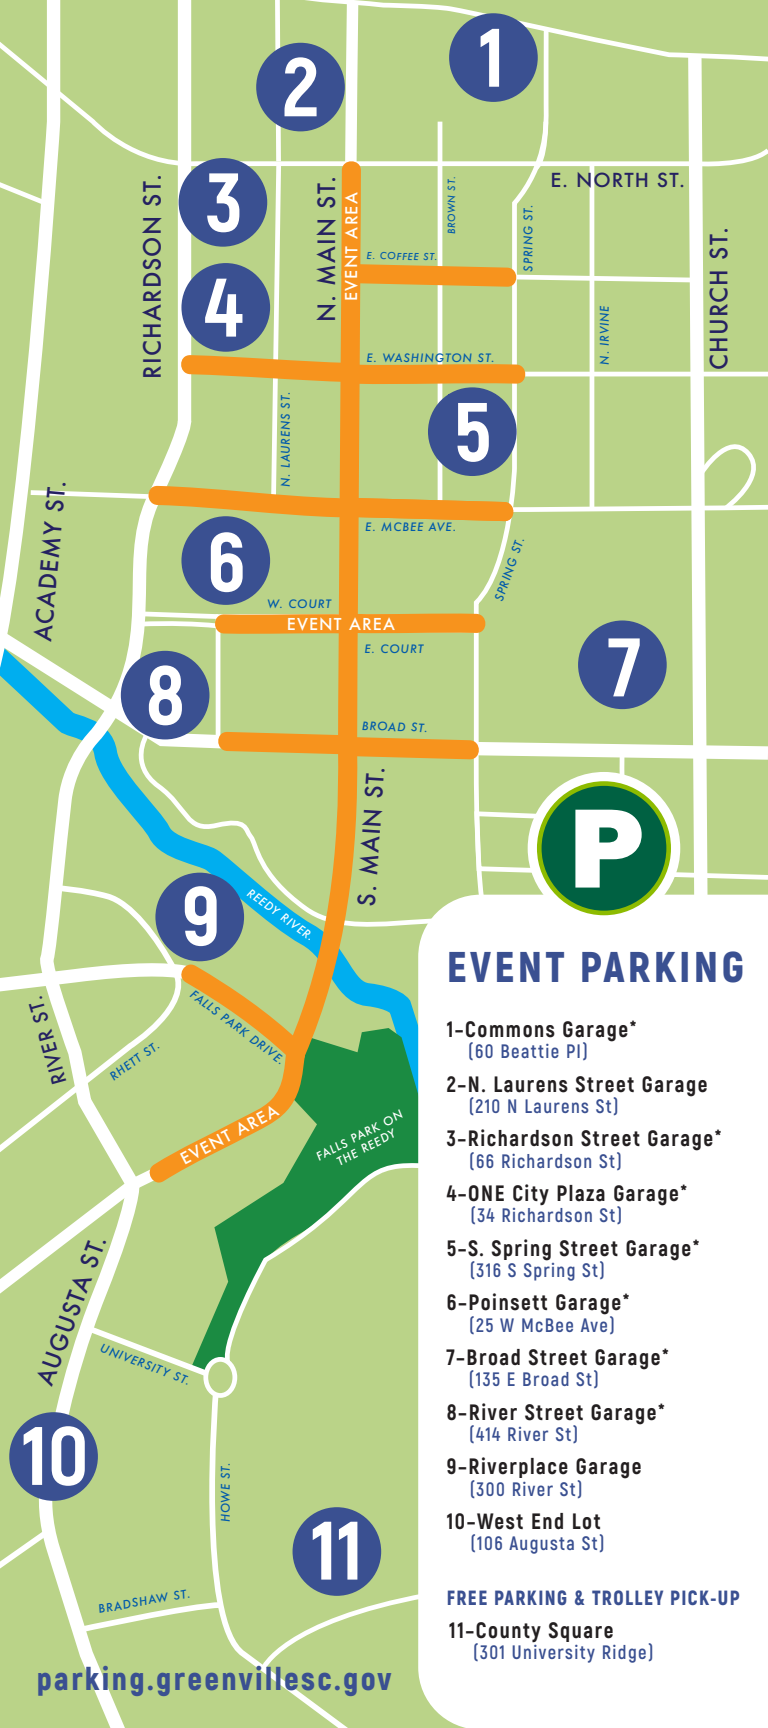 1
2
E. NORTH ST.
3
RICHARDSON ST.
N. MAIN ST.
EVENT AREA
BROWN ST.
SPRING ST.
E. COFFEE ST.
CHURCH ST.
4
N. IRVINE
E. WASHINGTON ST.
N. LAURENS ST.
5
ACADEMY ST.
E. MCBEE AVE.
6
SPRING ST.
W. COURT
EVENT AREA
E. COURT
7
8
BROAD ST.
S. MAIN ST.
P
9
REEDY RIVER.
FALLS PARK DRIVE.
RIVER ST.
RHETT ST.
EVENT AREA
FALLS PARK ON
THE REEDY
AUGUSTA ST.
UNIVERSITY ST.
10
HOWE ST.
11
BRADSHAW ST.
parking.greenvillesc.gov
EVENT PARKING
1-Commons Garage*
(60 Beattie Pl)
2-N. Laurens Street Garage
(210 N Laurens St)
3-Richardson Street Garage*
(66 Richardson St)
4-ONE City Plaza Garage*
(34 Richardson St)
5-S. Spring Street Garage*
(316 S Spring St)
6-Poinsett Garage*
(25 W McBee Ave)
7-Broad Street Garage*
(135 E Broad St)
8-River Street Garage*
(414 River St)
9-Riverplace Garage
(300 River St)
10-West End Lot
(106 Augusta St)
FREE PARKING & TROLLEY PICK-UP
11-County Square
(301 University Ridge)